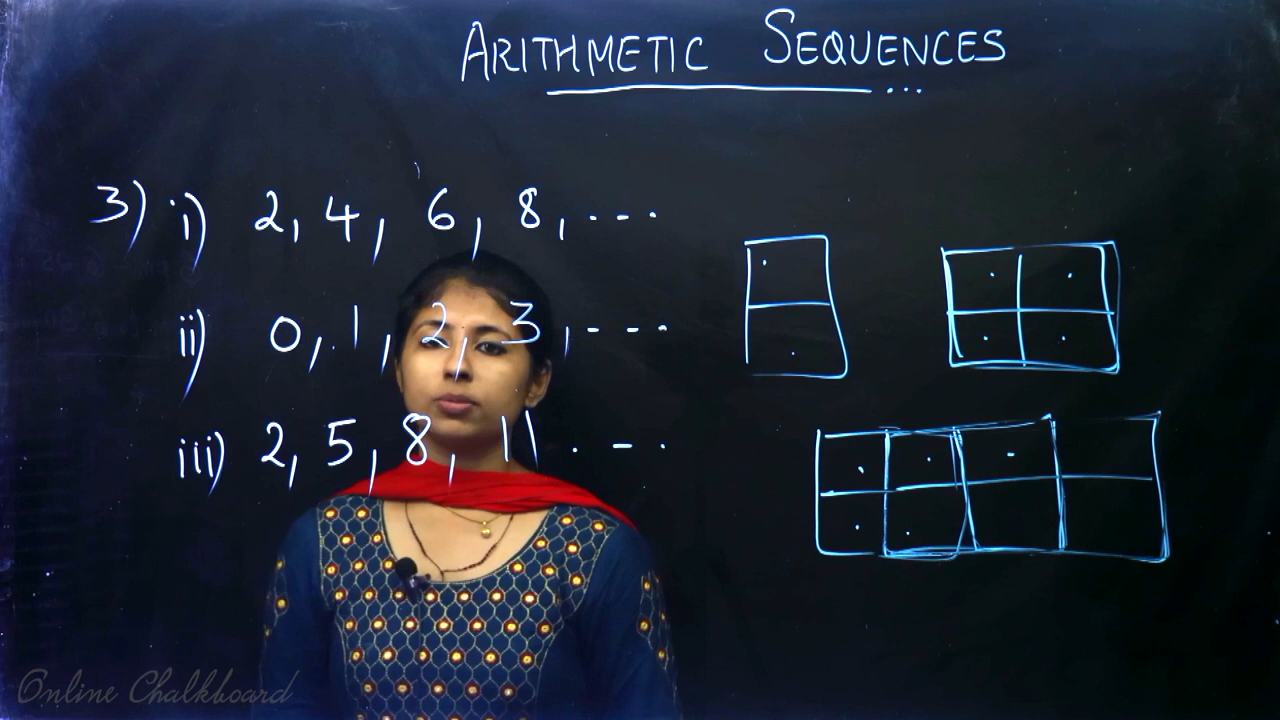 ARITHMETIC SEQUENCES ...
3) i) 2, 4, 6, 8, ...
ii) 0, 1, 2, 3, ...
iii) 2, 5, 8, 11 ...
Online Chalkboard